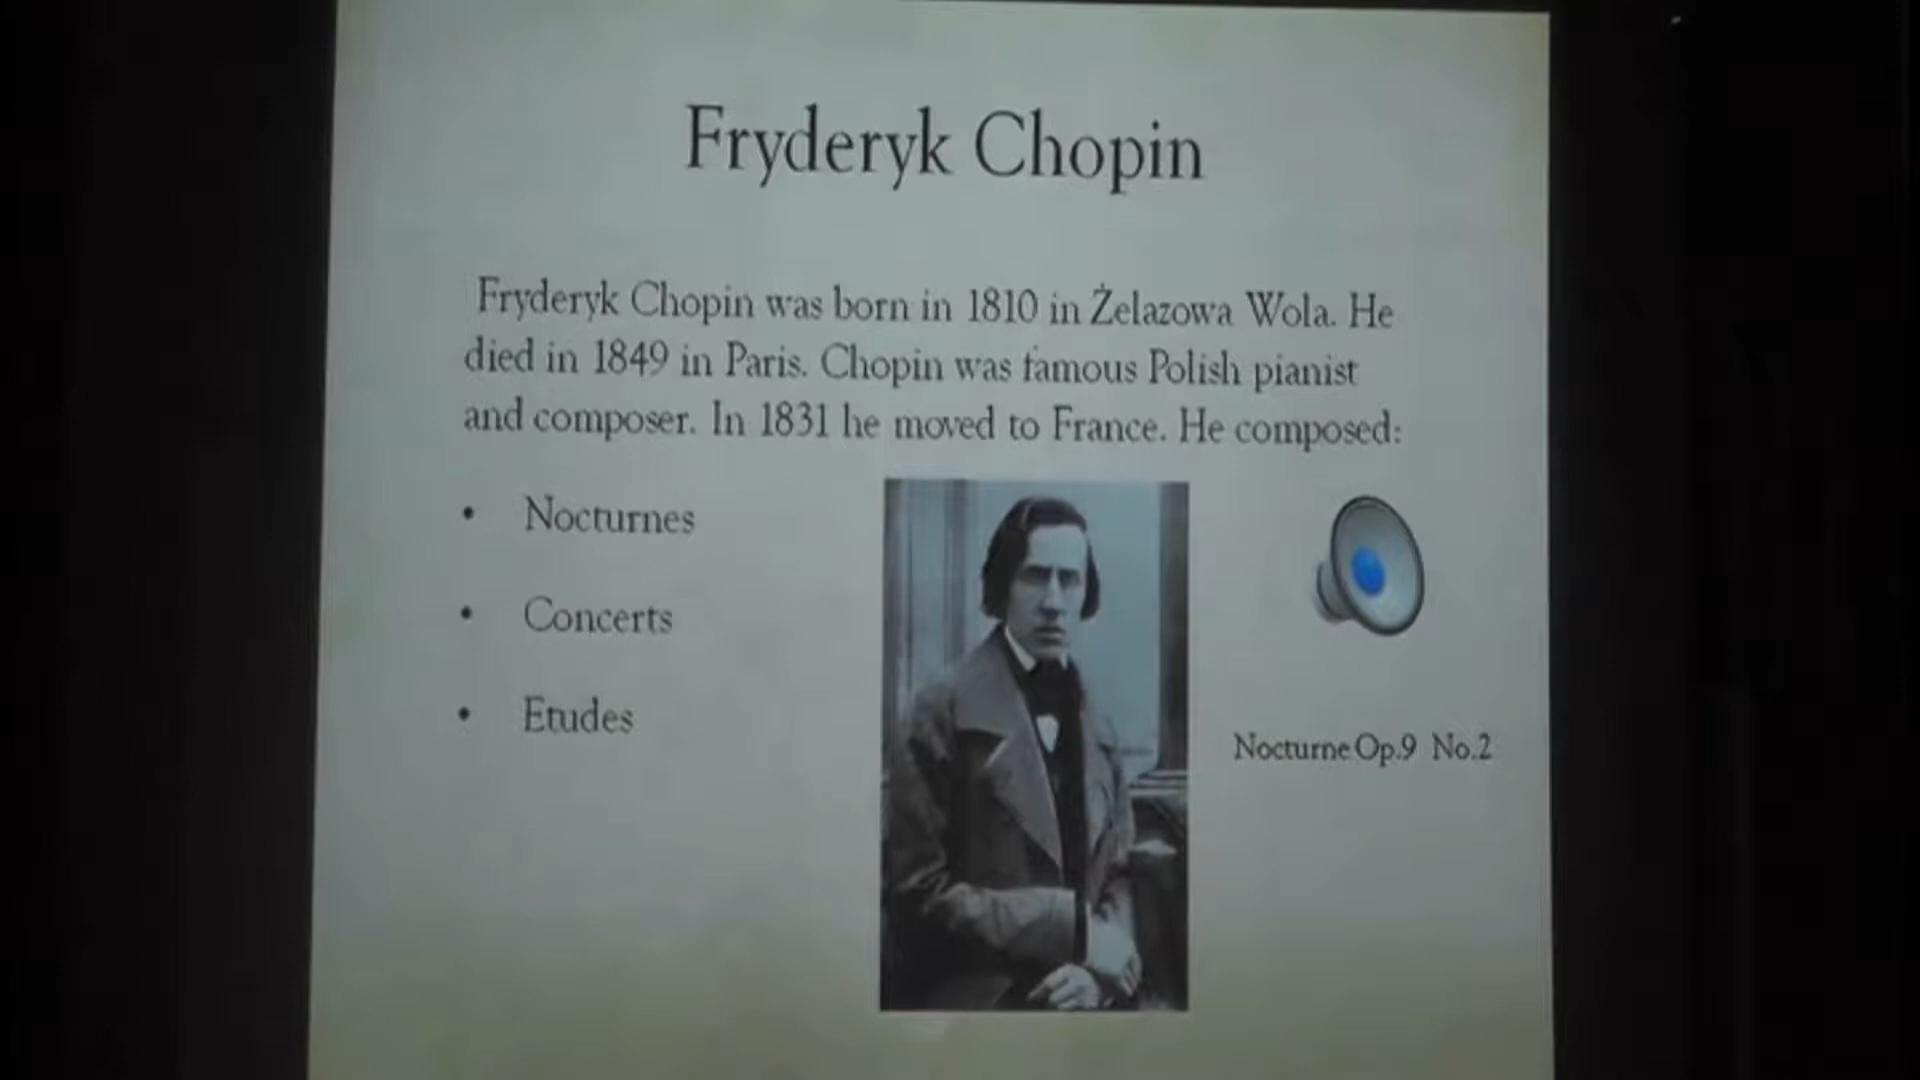 Fryderyk Chopin
Fryderyk Chopin was born in 1810 in Żelazowa Wola. He
died in 1849 in Paris. Chopin was famous Polish pianist
and composer. In 1831 he moved to France. He composed:
• Nocturnes
• Concerts
• Etudes
Nocturne Op.9 No.2